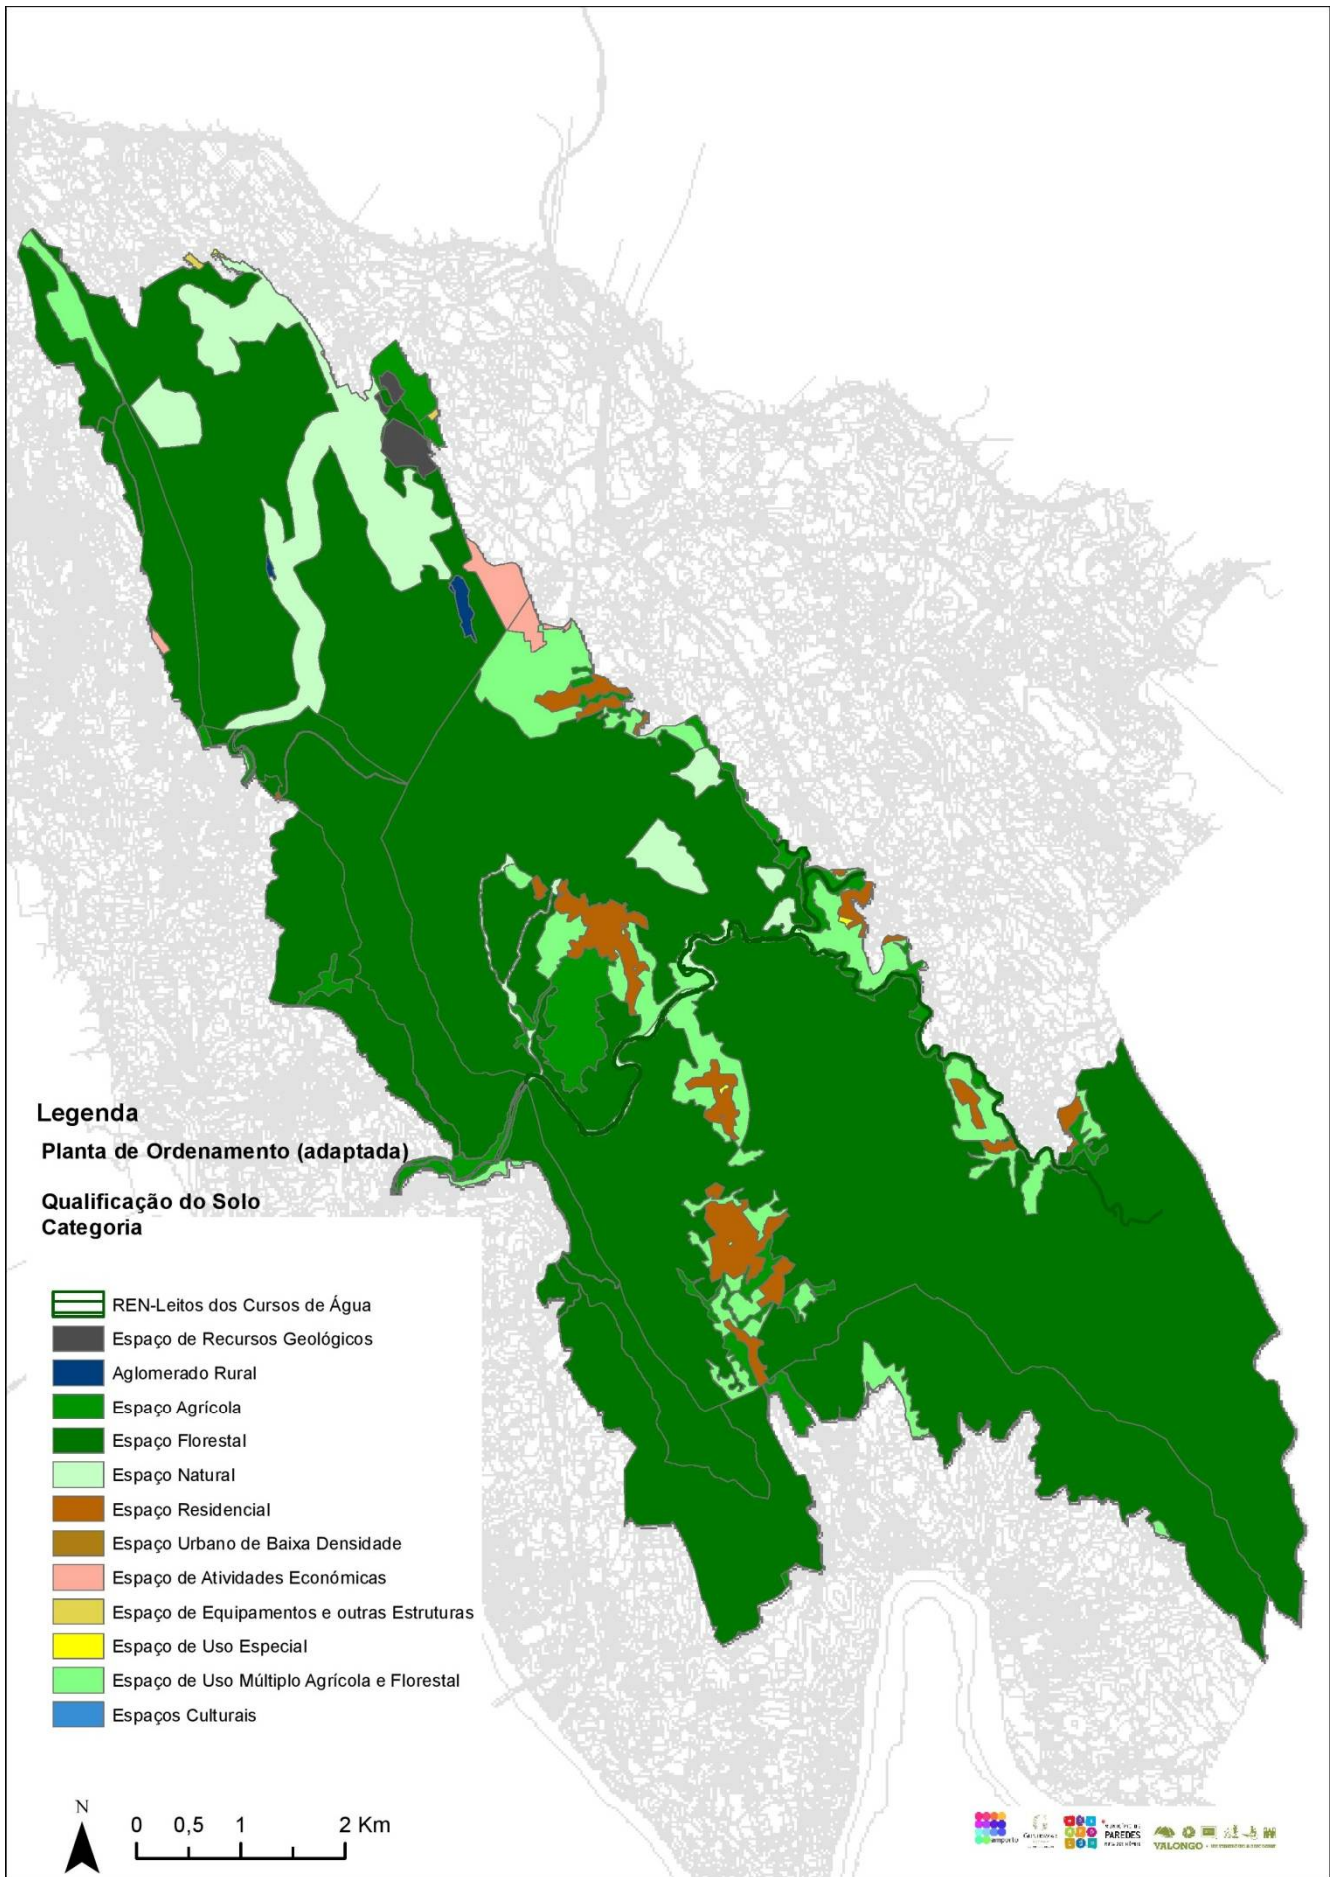 Legenda
Planta de Ordenamento (adaptada)
Qualificação do Solo
Categoria
REN-Leitos dos Cursos de Água
Espaço de Recursos Geológicos
Aglomerado Rural
Espaço Agrícola
Espaço Florestal
Espaço Natural
Espaço Residencial
Espaço Urbano de Baixa Densidade
Espaço de Atividades Económicas
Espaço de Equipamentos e outras Estruturas
Espaço de Uso Especial
Espaço de Uso Múltiplo Agrícola e Florestal
Espaços Culturais
N
0 0,5 1 2 Km
PAREDES
VALONGO